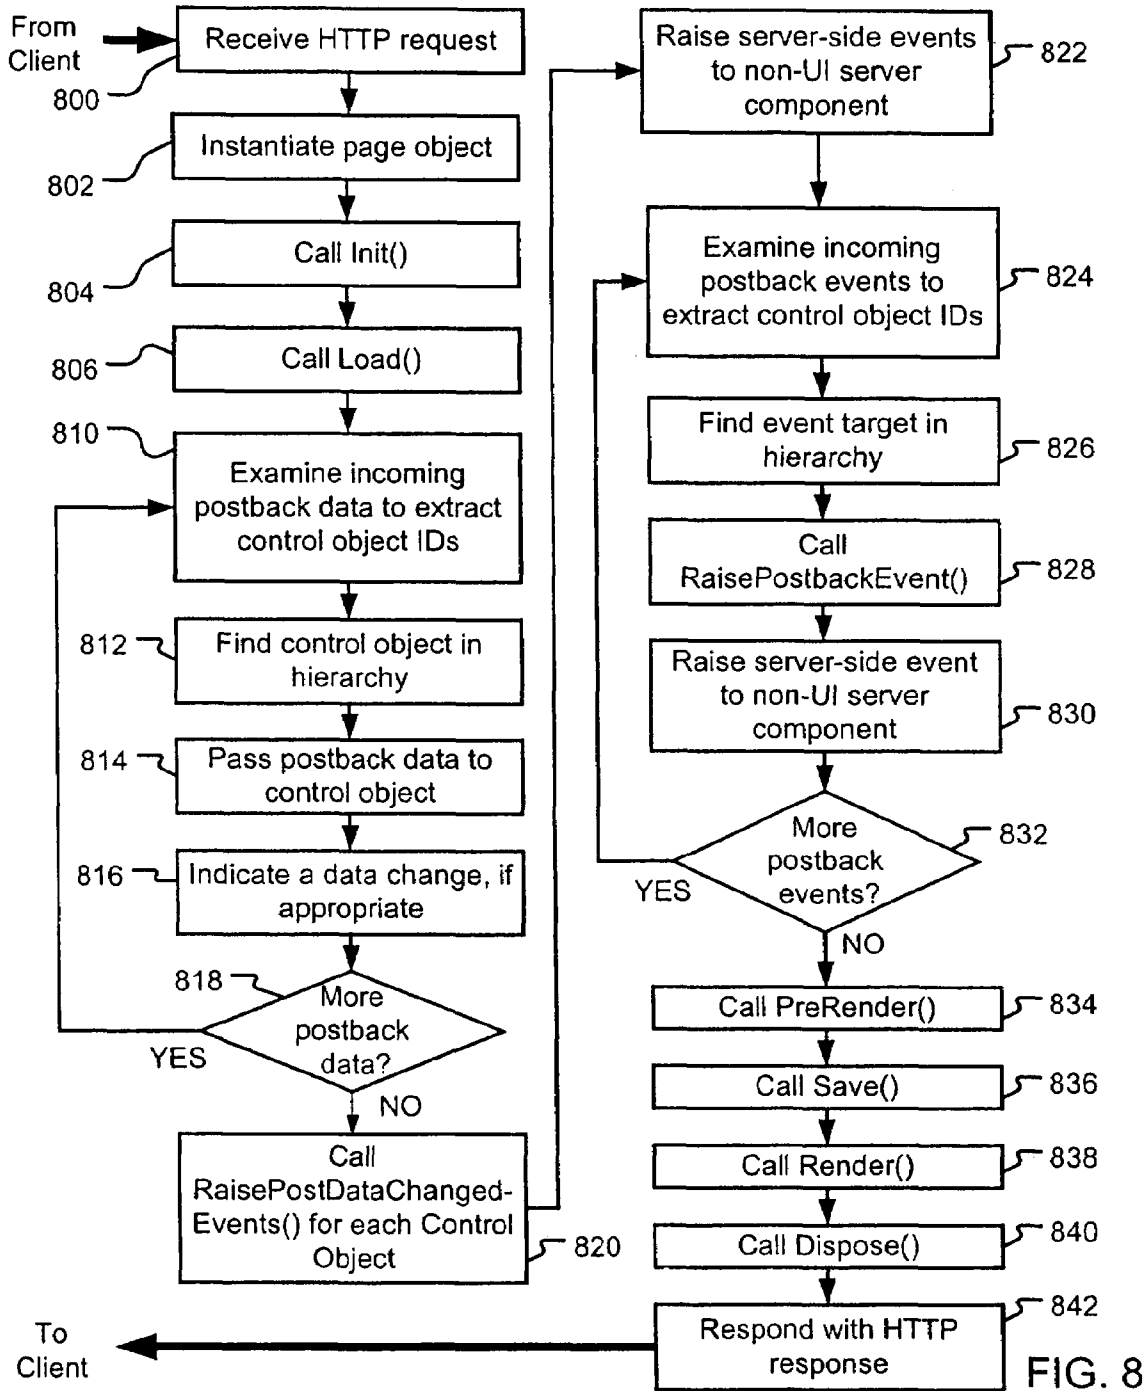 From
Client
Receive HTTP request
800
Instantiate page object
802
Call Init()
804
Call Load()
806
810
Examine incoming
postback data to extract
control object IDs
812
Find control object in
hierarchy
814
Pass postback data to
control object
816
Indicate a data change, if
appropriate
818
More
postback
data?
YES
NO
Call
RaisePostDataChanged-
Events() for each Control
Object
820
Raise server-side events
to non-UI server
component
822
Examine incoming
postback events to
extract control object IDs
824
Find event target in
hierarchy
826
Call
RaisePostbackEvent()
828
Raise server-side event
to non-UI server
component
830
More
postback
events?
832
YES
NO
Call PreRender()
834
Call Save()
836
Call Render()
838
Call Dispose()
840
Respond with HTTP
response
842
To
Client
FIG. 8